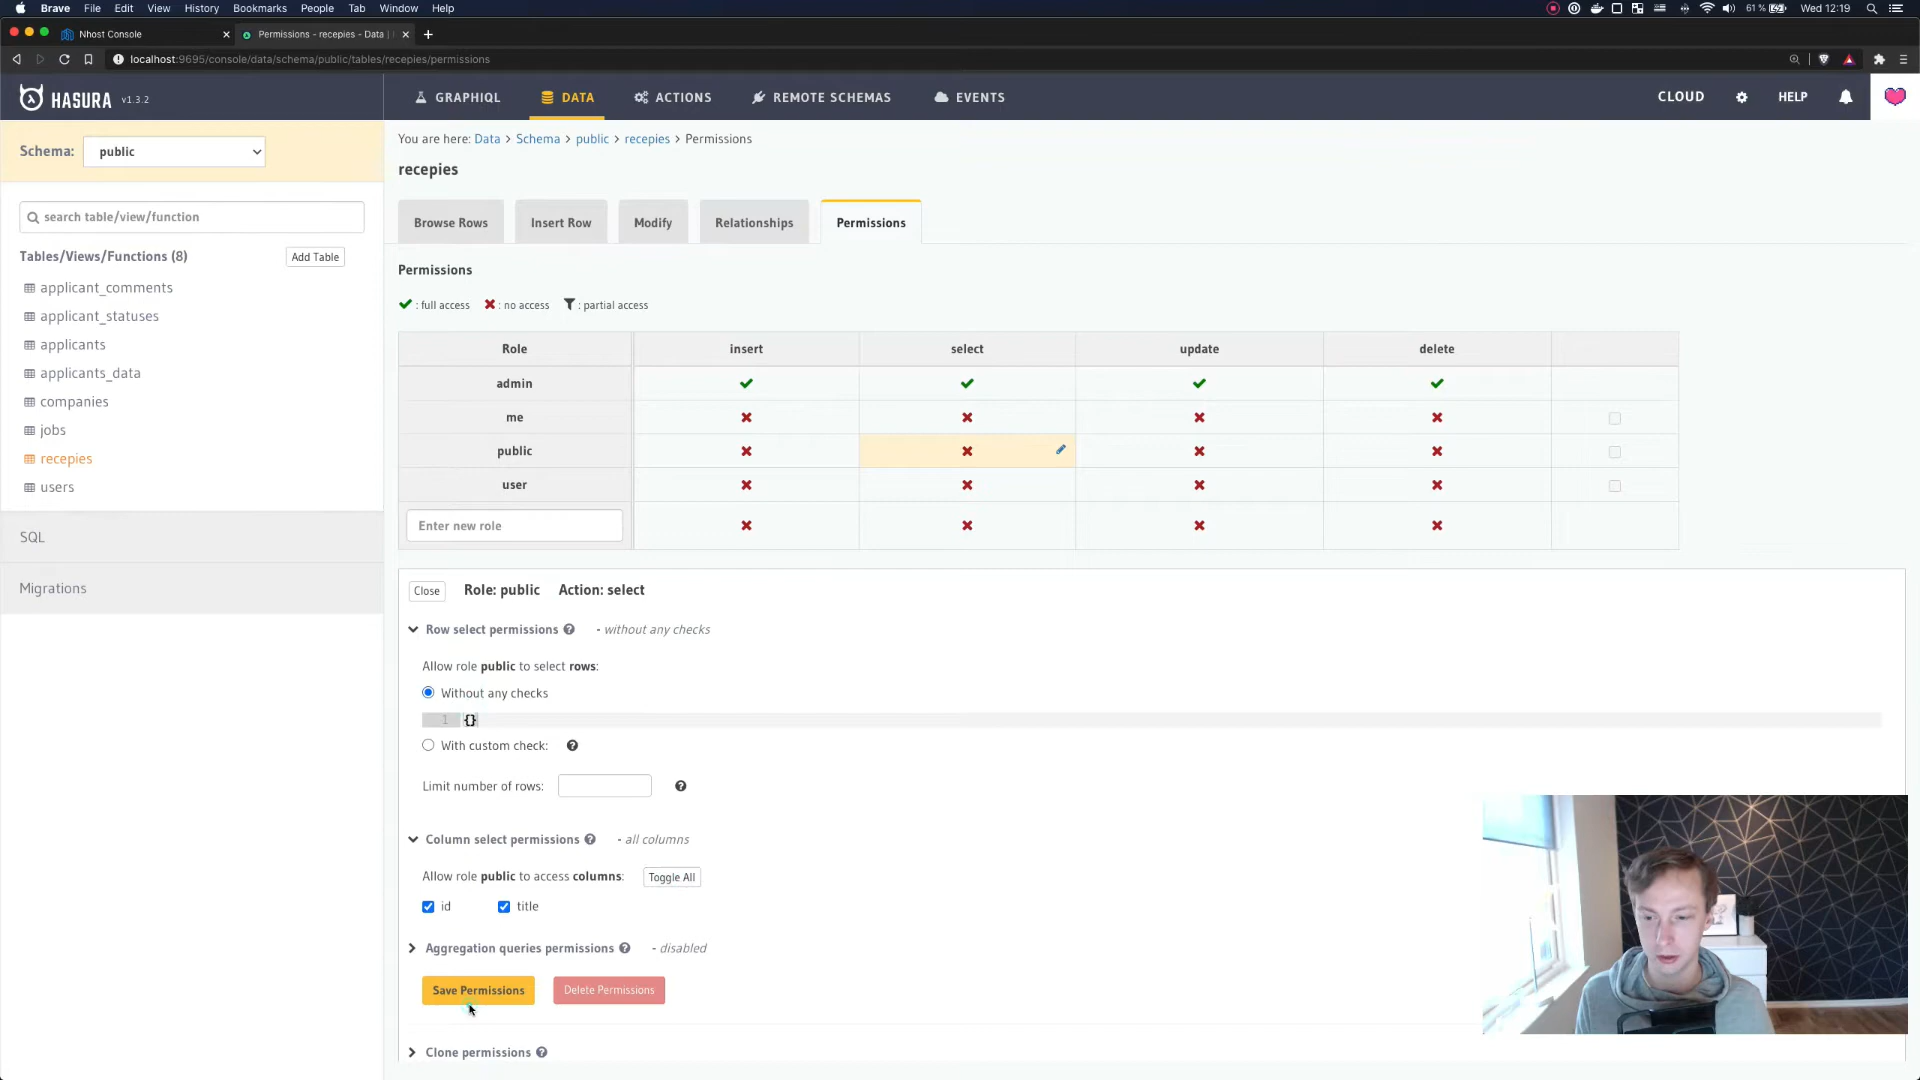 Brave File Edit View History Bookmarks People Tab Window Help 61 % Wed 12:19
Nhost Console Permissions - recepies - Data |
localhost:9695/console/data/schema/public/tables/recepies/permissions
HASURA v1.3.2 GRAPHIQL DATA ACTIONS REMOTE SCHEMAS EVENTS CLOUD HELP
Schema: public
You are here: Data > Schema > public > recepies > Permissions
recepies
search table/view/function
Browse Rows Insert Row Modify Relationships Permissions
Tables/Views/Functions (8) Add Table
Permissions
applicant_comments
: full access : no access : partial access
applicant_statuses
applicants
applicants_data
companies
jobs
recepies
users
SQL
Migrations
Role insert select update delete
admin
me
public
user
Enter new role
Close Role: public Action: select
Row select permissions - without any checks
Allow role public to select rows:
Without any checks
1 {}
With custom check:
Limit number of rows:
Column select permissions - all columns
Allow role public to access columns: Toggle All
id title
Aggregation queries permissions - disabled
Save Permissions Delete Permissions
Clone permissions